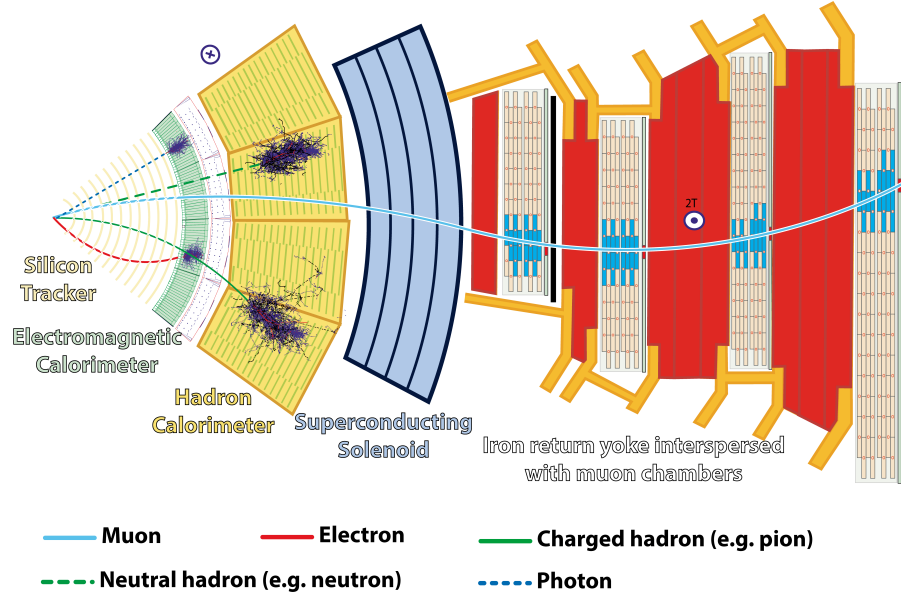 2T
Silicon
Tracker
Electromagnetic
Calorimeter
Hadron
Calorimeter
Superconducting
Solenoid
Iron return yoke interspersed
with muon chambers
Muon
Electron
Charged hadron (e.g. pion)
Neutral hadron (e.g. neutron)
Photon